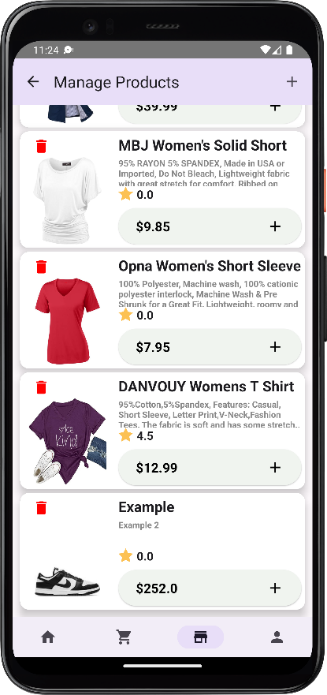 11:24
Manage Products
$39.99
MBJ Women's Solid Short
95% RAYON 5% SPANDEX, Made in USA or
Imported, Do Not Bleach, Lightweight fabric
with great stretch for comfort, Ribbed on
0.0
$9.85
Opna Women's Short Sleeve
100% Polyester, Machine wash, 100% cationic
polyester interlock, Machine Wash & Pre
Shrunk for a Great Fit, Lightweight, roomy and
0.0
$7.95
DANVOUY Womens T Shirt
95%Cotton,5%Spandex, Features: Casual,
Short Sleeve, Letter Print,V-Neck,Fashion
Tees, The fabric is soft and has some stretch..
Kind
4.5
$12.99
Example
Example 2
0.0
$252.0